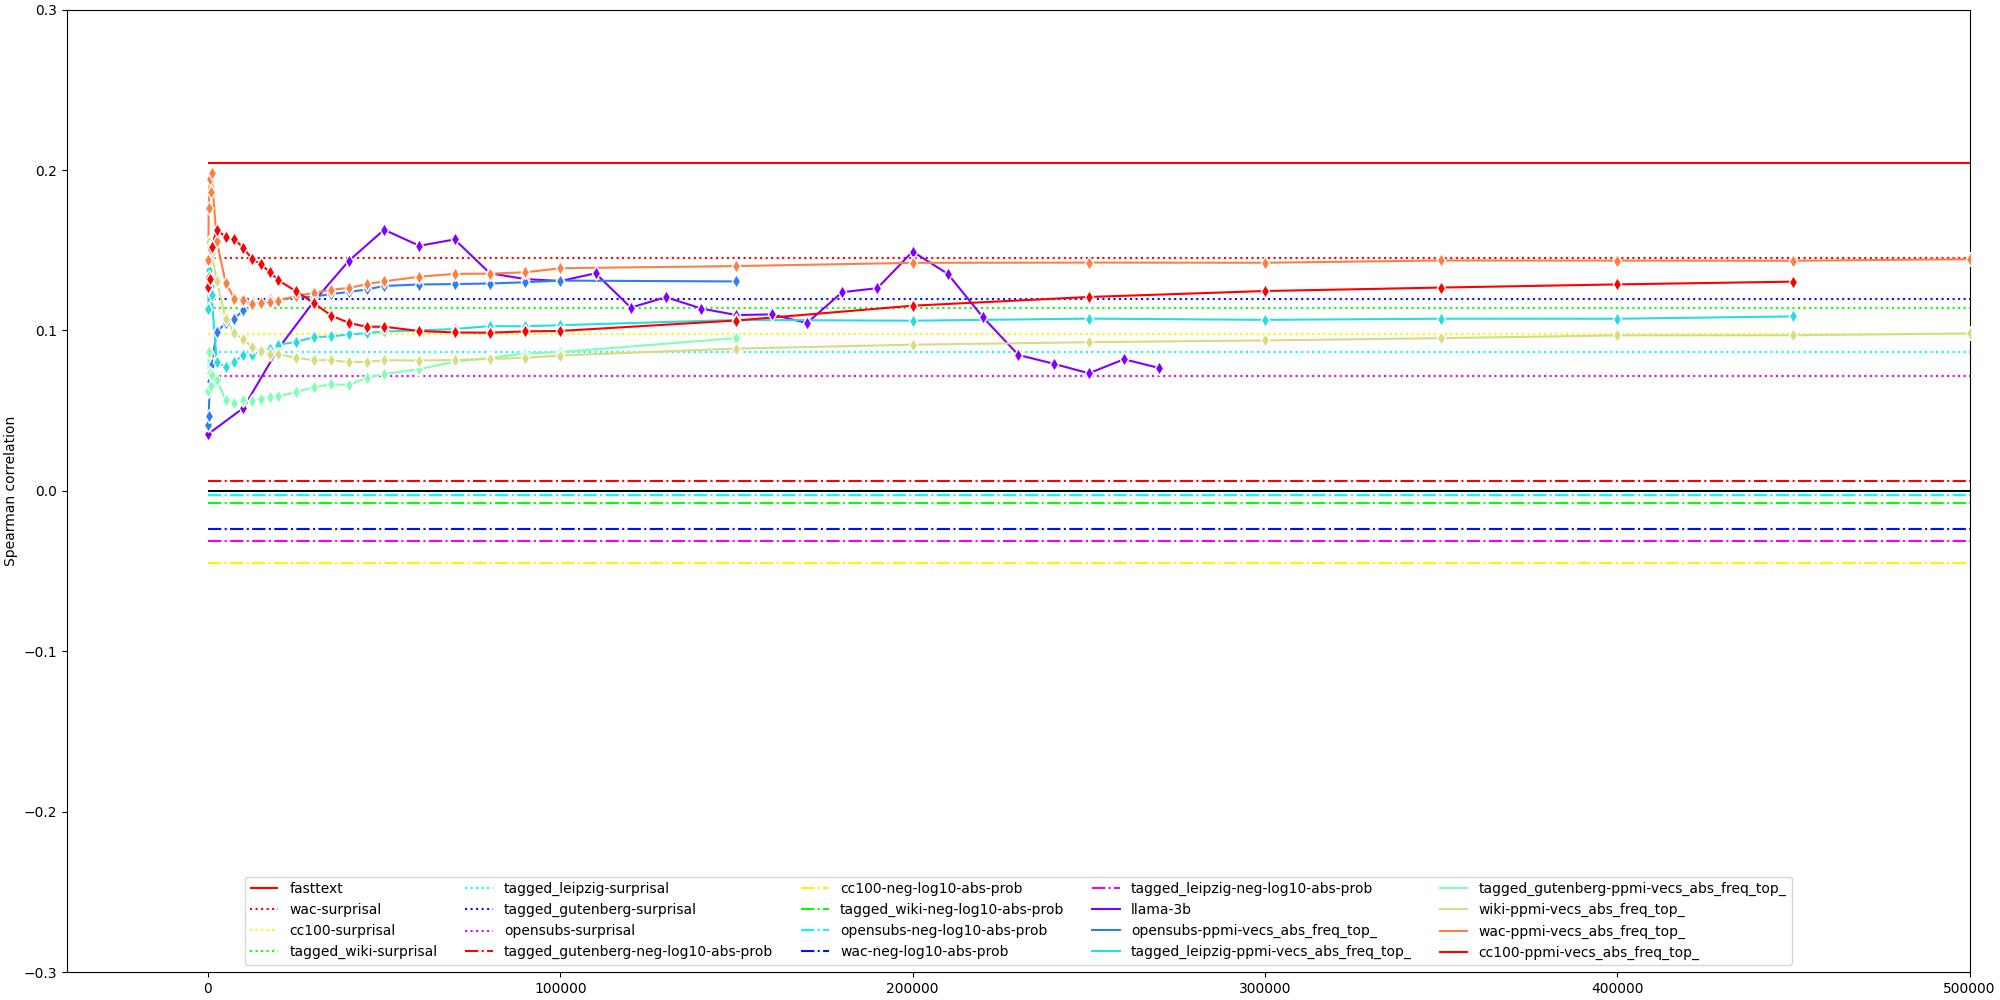 0.3
0.2
0.1
0.0
−0.1
−0.2
−0.3
Spearman correlation
fasttext
wac-surprisal
cc100-surprisal
tagged_wiki-surprisal
tagged_leipzig-surprisal
tagged_gutenberg-surprisal
opensubs-surprisal
tagged_gutenberg-neg-log10-abs-prob
cc100-neg-log10-abs-prob
tagged_wiki-neg-log10-abs-prob
opensubs-neg-log10-abs-prob
wac-neg-log10-abs-prob
tagged_leipzig-neg-log10-abs-prob
llama-3b
opensubs-ppmi-vecs_abs_freq_top_
tagged_leipzig-ppmi-vecs_abs_freq_top_
tagged_gutenberg-ppmi-vecs_abs_freq_top_
wiki-ppmi-vecs_abs_freq_top_
wac-ppmi-vecs_abs_freq_top_
cc100-ppmi-vecs_abs_freq_top_
0
100000
200000
300000
400000
500000